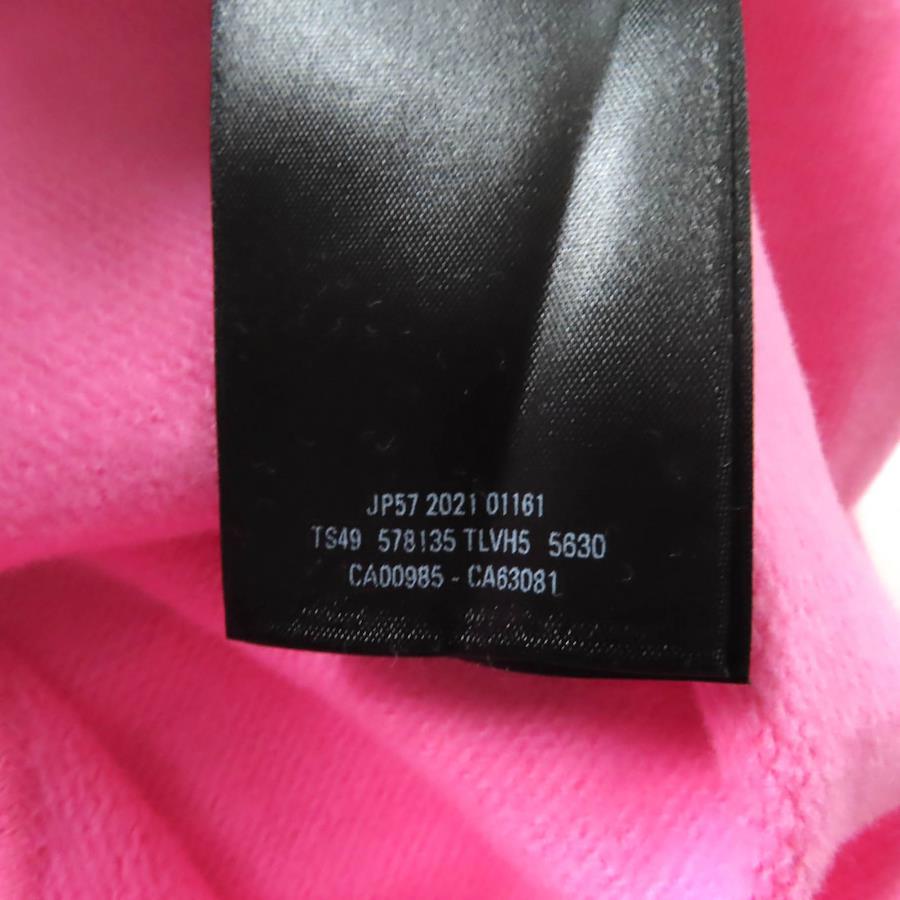 JP57 2021 01161
TS49 578135 TLVH5 5630
CA00985 - CA63081